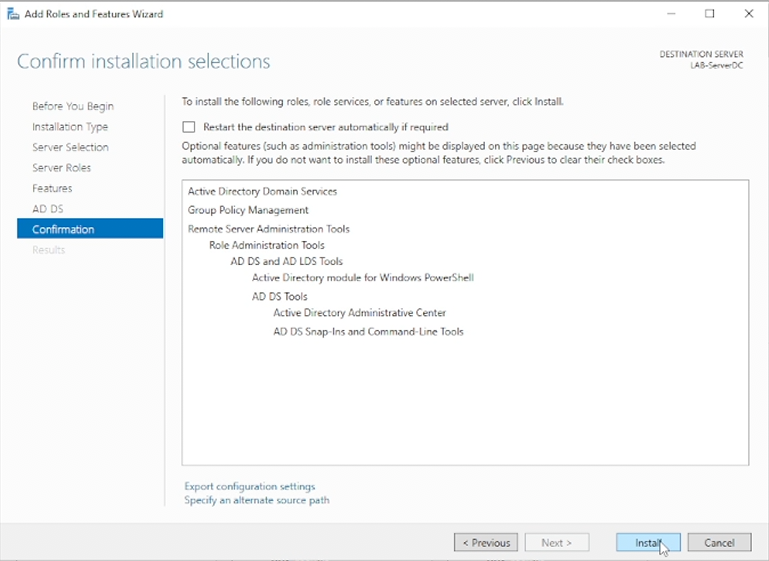 Add Roles and Features Wizard
Confirm installation selections
DESTINATION SERVER
LAB-ServerDC
Before You Begin
Installation Type
Server Selection
Server Roles
Features
AD DS
Confirmation
Results
To install the following roles, role services, or features on selected server, click Install.
Restart the destination server automatically if required
Optional features (such as administration tools) might be displayed on this page because they have been selected
automatically. If you do not want to install these optional features, click Previous to clear their check boxes.
Active Directory Domain Services
Group Policy Management
Remote Server Administration Tools
Role Administration Tools
AD DS and AD LDS Tools
Active Directory module for Windows PowerShell
AD DS Tools
Active Directory Administrative Center
AD DS Snap-Ins and Command-Line Tools
Export configuration settings
Specify an alternate source path
< Previous
Next >
Install
Cancel